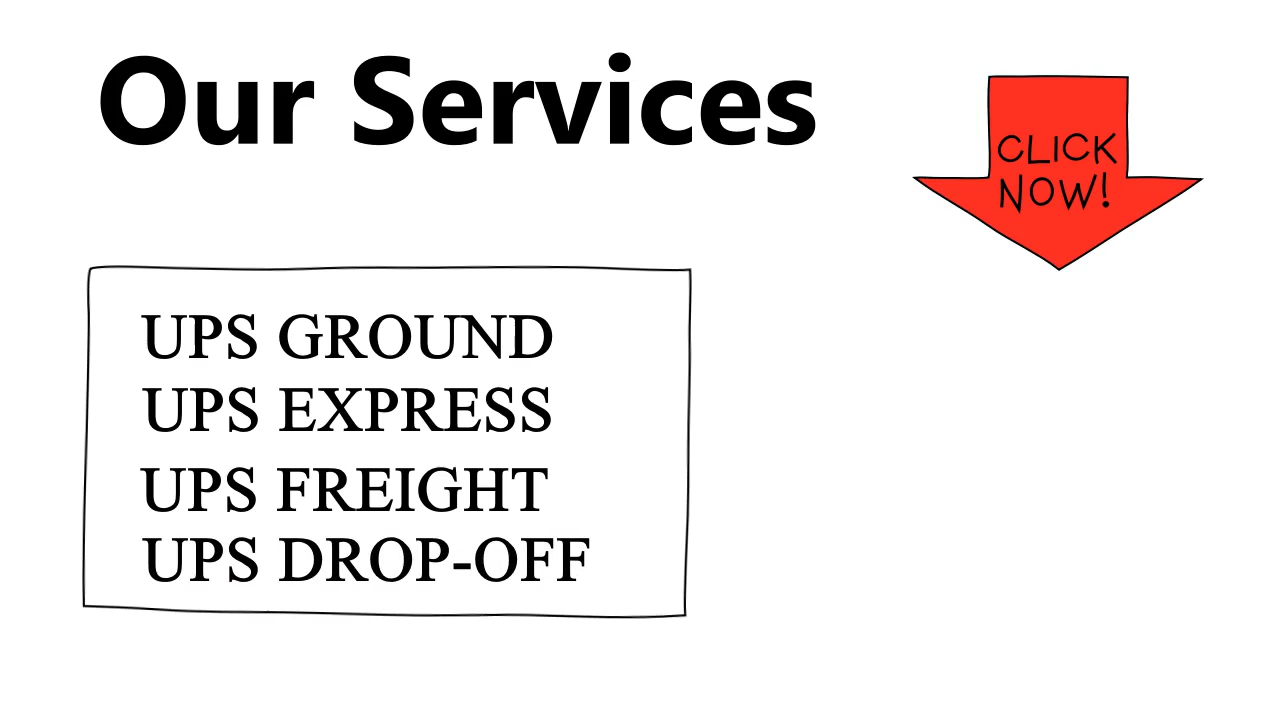 Our Services
CLICK
NOW!
UPS GROUND
UPS EXPRESS
UPS FREIGHT
UPS DROP-OFF